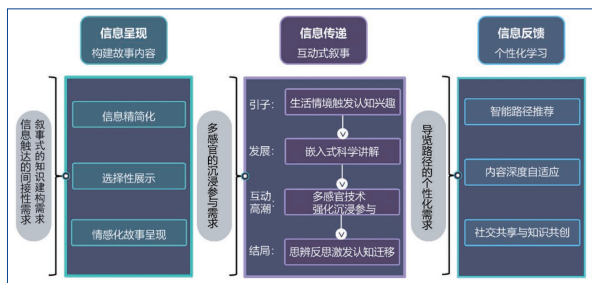 信息呈现
构建故事内容
信息传递
互动式叙事
信息反馈
个性化学习
叙事式的知识建构需求
信息触达的间接性需求
信息精简化
选择性展示
情感化故事呈现
多感官的沉浸参与需求
引子：
生活情境触发认知兴趣
发展：
嵌入式科学讲解
互动
高潮：
多感官技术
强化沉浸参与
结局：
思辨反思激发认知迁移
导览路径的个性化需求
智能路径推荐
内容深度自适应
社交共享与知识共创